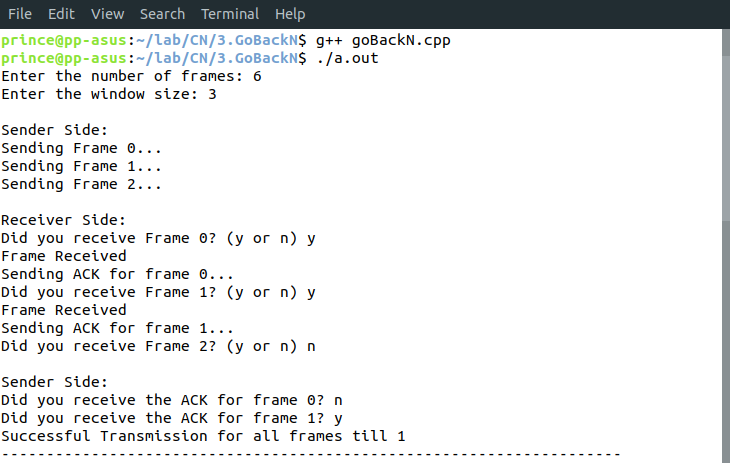 File Edit View Search Terminal Help
prince@pp-asus:~/lab/CN/3.GoBackN$ g++ goBackN.cpp
prince@pp-asus:~/lab/CN/3.GoBackN$ ./a.out
Enter the number of frames: 6
Enter the window size: 3

Sender Side:
Sending Frame 0...
Sending Frame 1...
Sending Frame 2...

Receiver Side:
Did you receive Frame 0? (y or n) y
Frame Received
Sending ACK for frame 0...
Did you receive Frame 1? (y or n) y
Frame Received
Sending ACK for frame 1...
Did you receive Frame 2? (y or n) n

Sender Side:
Did you receive the ACK for frame 0? n
Did you receive the ACK for frame 1? y
Successful Transmission for all frames till 1
---------------------------------------------------------------------